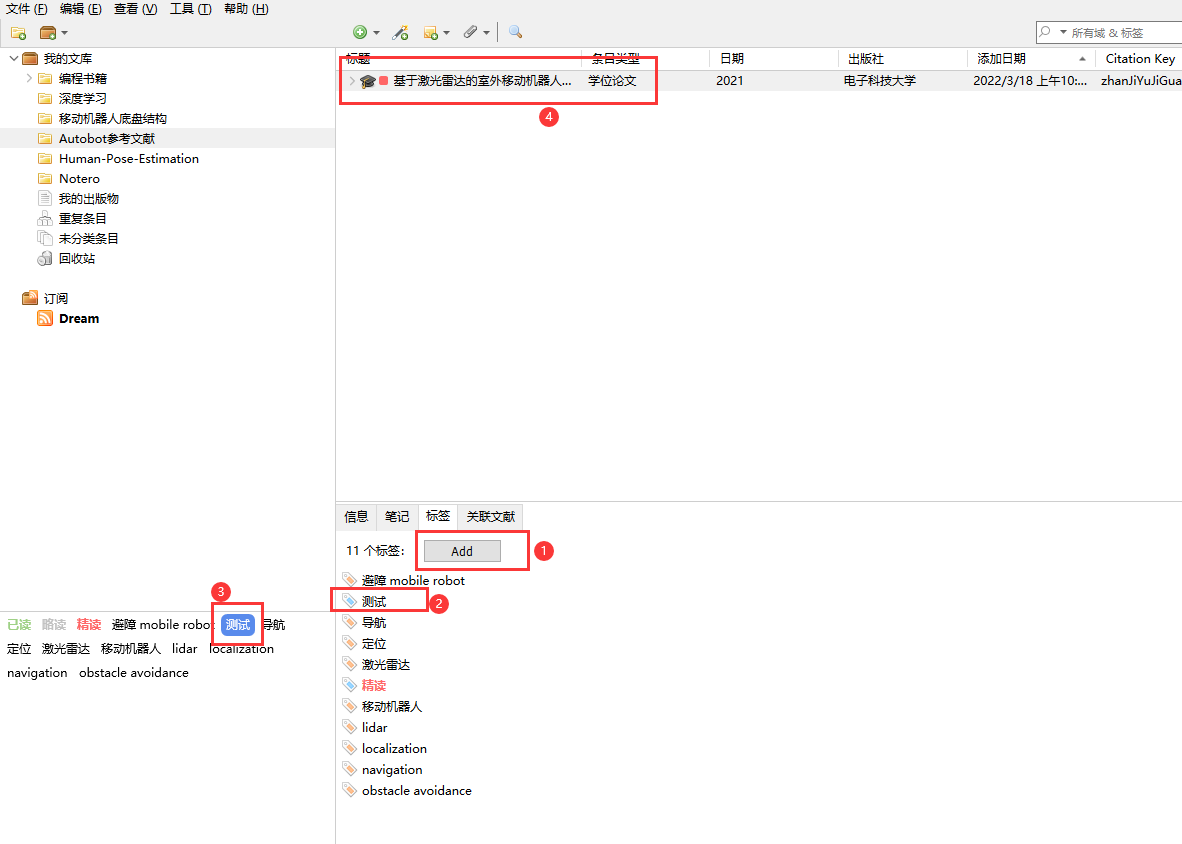 文件 (F) 编辑 (E) 查看 (V) 工具 (T) 帮助 (H)
所有域 & 标签
我的文库
编程书籍
深度学习
移动机器人底盘结构
Autobot参考文献
Human-Pose-Estimation
Notero
我的出版物
重复条目
未分类条目
回收站
订阅
Dream
标题 条目类型 日期 出版社 添加日期 Citation Key
基于激光雷达的室外移动机器人... 学位论文 2021 电子科技大学 2022/3/18 上午10:... zhanJiYuJiGua
4
信息 笔记 标签 关联文献
11 个标签: Add 1
避障 mobile robot
测试 2
导航
定位
激光雷达
精读
移动机器人
lidar
localization
navigation
obstacle avoidance
3
已读 略读 精读 避障 mobile robot 测试 导航
定位 激光雷达 移动机器人 lidar localization
navigation obstacle avoidance